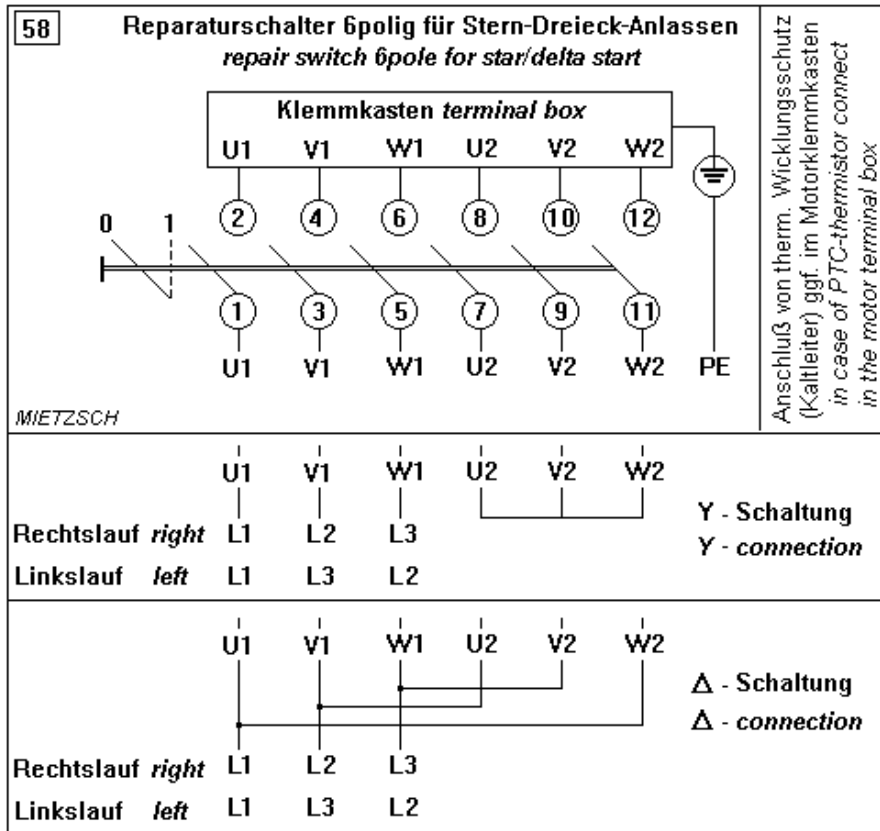 58
Reparaturschalter 6polig für Stern-Dreieck-Anlassen
repair switch 6pole for star/delta start
Klemmkasten terminal box
U1 V1 W1 U2 V2 W2
2 4 6 8 10 12
0 1
1 3 5 7 9 11
U1 V1 W1 U2 V2 W2 PE
MIETZSCH
Anschluß von therm. Wicklungsschutz
(Kaltleiter) ggf. im Motorklemmkasten
in case of PTC-thermistor connect
in the motor terminal box
U1 V1 W1 U2 V2 W2
Y - Schaltung
Y - connection
Rechtslauf right L1 L2 L3
Linkslauf left L1 L3 L2
U1 V1 W1 U2 V2 W2
Δ - Schaltung
Δ - connection
Rechtslauf right L1 L2 L3
Linkslauf left L1 L3 L2